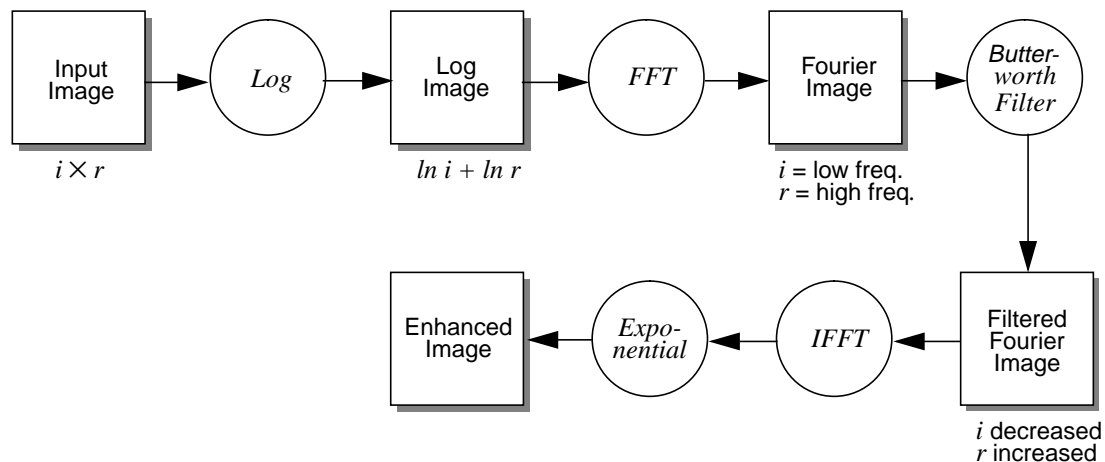 Input
Image
Log
Log
Image
FFT
Fourier
Image
Butter-
worth
Filter
i × r
ln i + ln r
i = low freq.
r = high freq.
Enhanced
Image
Expo-
nential
IFFT
Filtered
Fourier
Image
i decreased
r increased